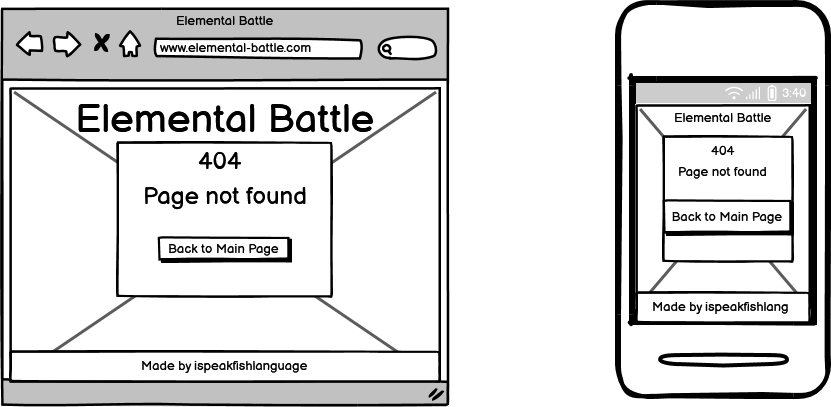 Elemental Battle
www.elemental-battle.com
Elemental Battle
404
Page not found
Back to Main Page
Made by ispeakfishlanguage
3:40
Elemental Battle
404
Page not found
Back to Main Page
Made by ispeakfishlang